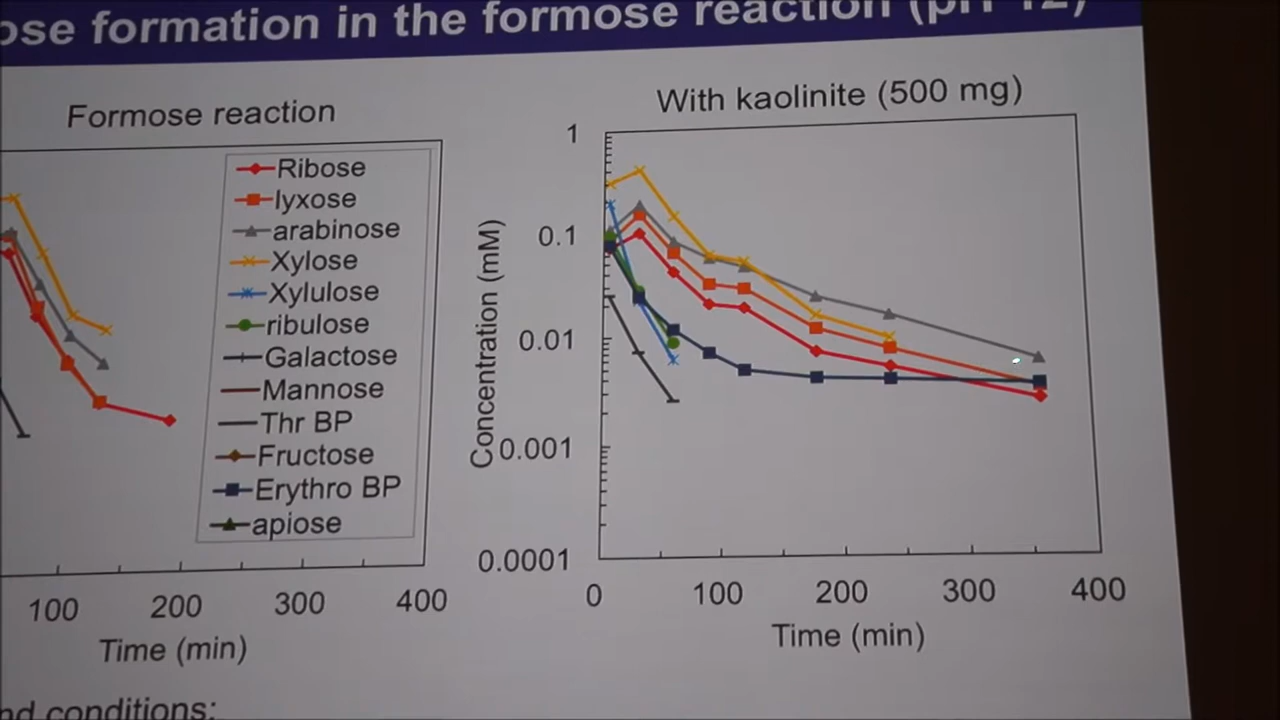 ose formation in the formose reaction (pH 12)
Formose reaction
Ribose
lyxose
arabinose
Xylose
Xylulose
ribulose
Galactose
Mannose
Thr BP
Fructose
Erythro BP
apiose
100 200 300 400
Time (min)
With kaolinite (500 mg)
Concentration (mM)
1
0.1
0.01
0.001
0.0001
0 100 200 300 400
Time (min)
nd conditions: